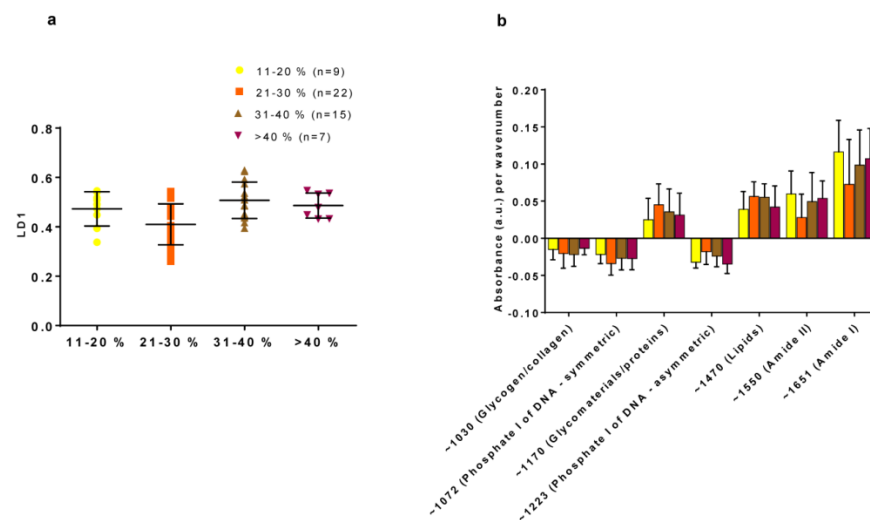 a
11-20 % (n=9)
21-30 % (n=22)
31-40 % (n=15)
>40 % (n=7)
0.8
0.6
0.4
0.2
0.0
LD1
11-20 % 21-30 % 31-40 % >40 %
b
0.20
0.15
0.10
0.05
0.00
-0.05
-0.10
Absorbance (a.u.) per wavenumber
~1030 (Glycogen/collagen)
~1072 (Phosphate I of DNA - symmetric)
~1170 (Glycomaterials/proteins)
~1223 (Phosphate I of DNA - asymmetric)
~1470 (Lipids)
~1550 (Amide II)
~1651 (Amide I)